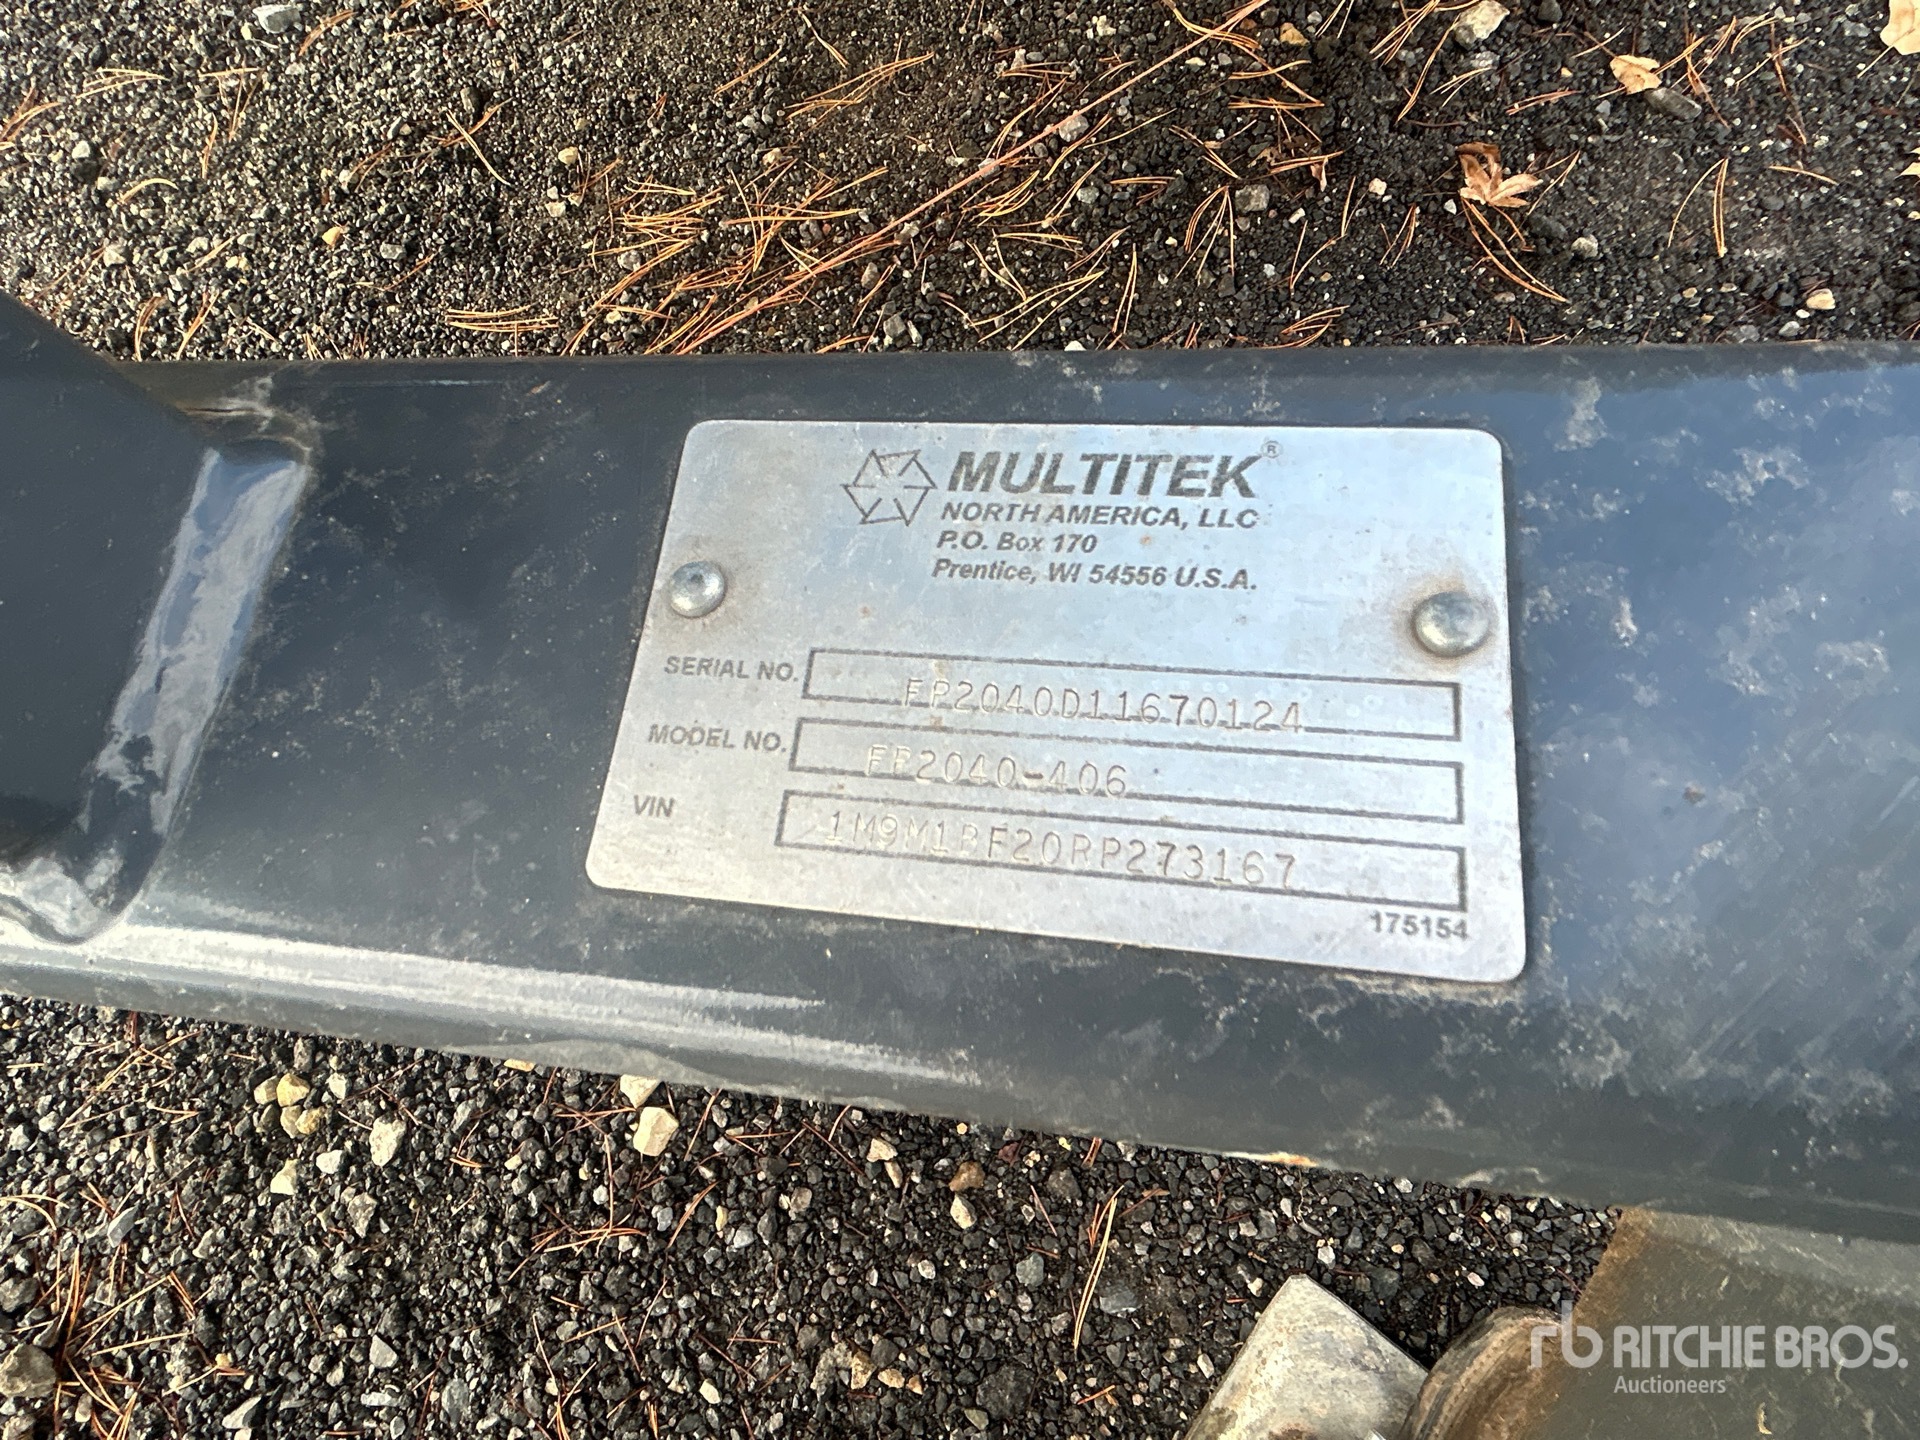 MULTITEK®
NORTH AMERICA, LLC
P.O. Box 170
Prentice, WI 54556 U.S.A.
SERIAL NO. FP2040D11670124
MODEL NO. FP2040-406
VIN 1M9M1BF20RP273167
175154
rb RITCHIE BROS.
Auctioneers